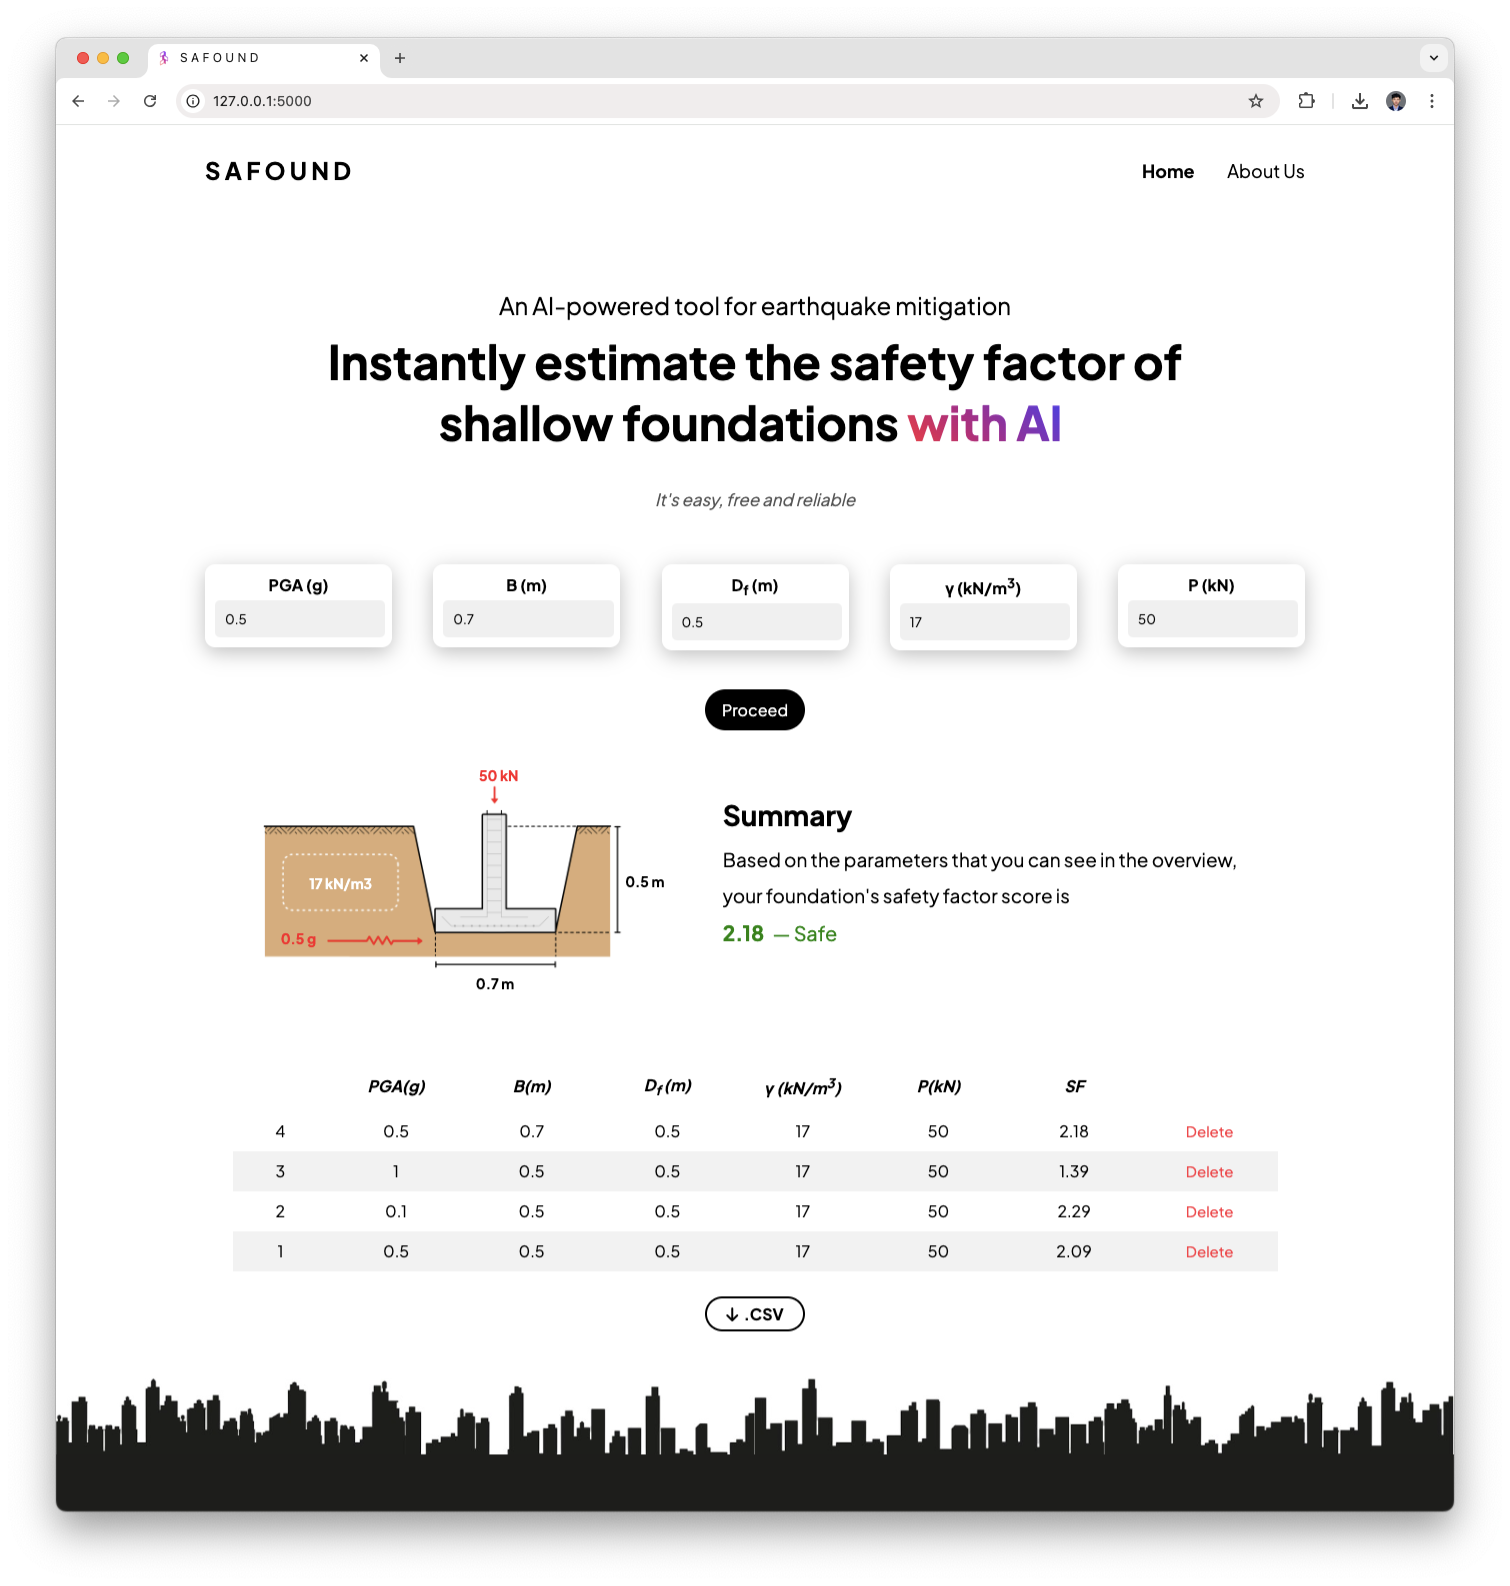 SAFOUND
127.0.0.1:5000
SAFOUND
Home About Us
An AI-powered tool for earthquake mitigation
Instantly estimate the safety factor of
shallow foundations with AI
It's easy, free and reliable
PGA (g) B (m) Df (m) γ (kN/m³) P (kN)
0.5 0.7 0.5 17 50
Proceed
50 kN
17 kN/m3
0.5 m
0.5 g
0.7 m
Summary
Based on the parameters that you can see in the overview,
your foundation's safety factor score is
2.18 — Safe
PGA(g) B(m) Df (m) γ (kN/m³) P(kN) SF
4 0.5 0.7 0.5 17 50 2.18 Delete
3 1 0.5 0.5 17 50 1.39 Delete
2 0.1 0.5 0.5 17 50 2.29 Delete
1 0.5 0.5 0.5 17 50 2.09 Delete
↓ .CSV